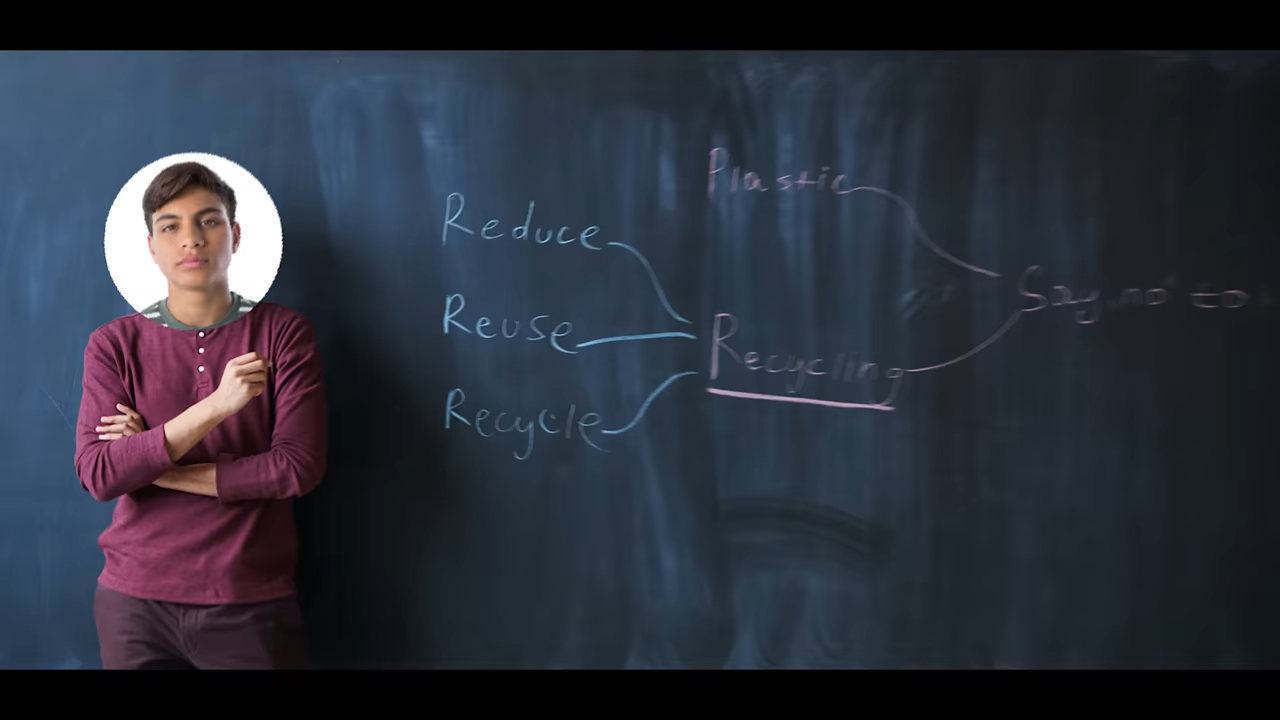 Plastic
Reduce
Reuse
Recycle
Recycling
Say no to